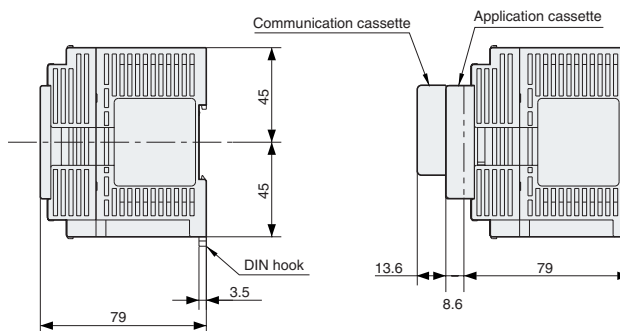 Communication cassette
Application cassette
45
45
DIN hook
3.5
79
13.6
8.6
79